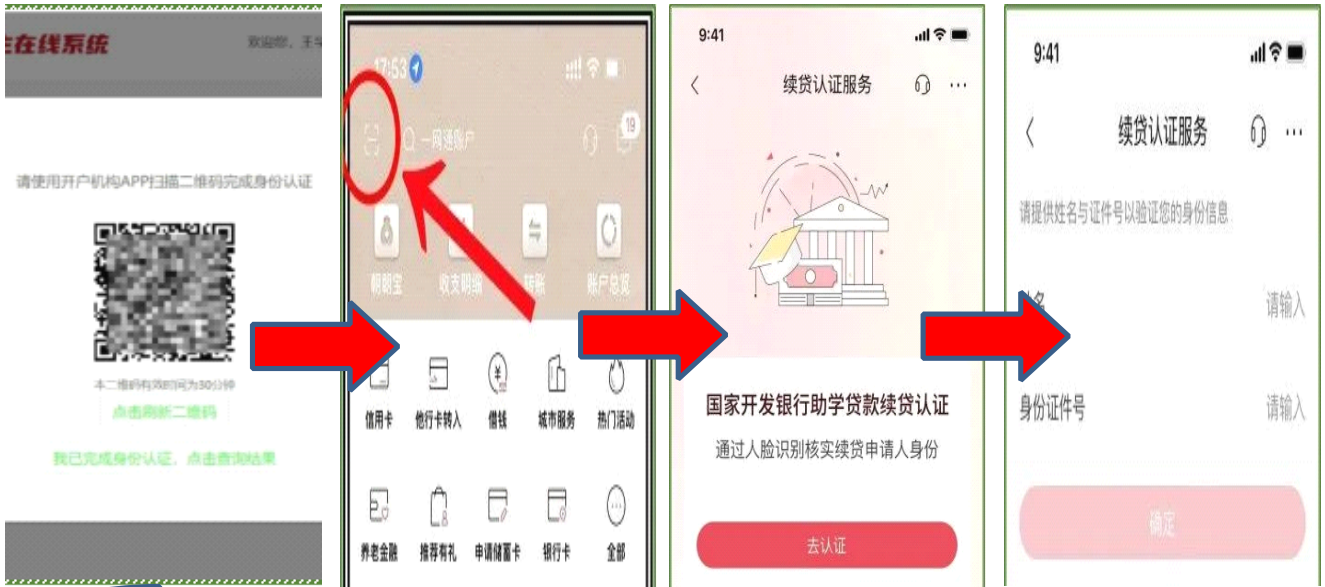 在线系统
欢迎您，王
请使用开户机构APP扫描二维码完成身份认证
本二维码有效时间为30分钟
点击刷新二维码
我已完成身份认证，点击查询结果
17:53
19
一网通账户
朝朝宝
收支明细
转账
账户总览
信用卡
他行卡转入
借钱
城市服务
热门活动
养老金融
推荐有礼
申请储蓄卡
银行卡
全部
9:41
续贷认证服务
国家开发银行助学贷款续贷认证
通过人脸识别核实续贷申请人身份
去认证
9:41
续贷认证服务
请提供姓名与证件号以验证您的身份信息
名 请输入
身份证件号 请输入
确定